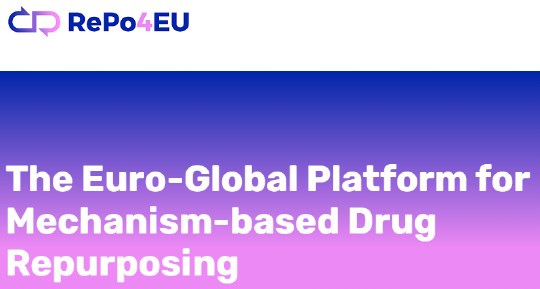 RePo4EU
The Euro-Global Platform for
Mechanism-based Drug
Repurposing